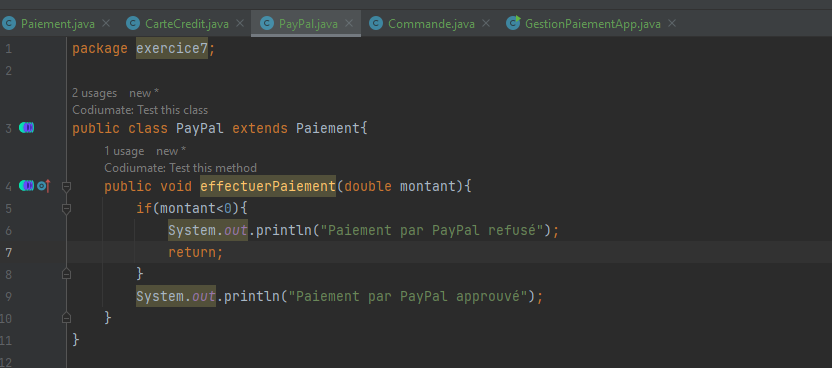 Paiement.java × CarteCredit.java × PayPal.java × Commande.java × GestionPaiementApp.java ×
1 package exercice7;
2
2 usages new *
Codiumate: Test this class
3 public class PayPal extends Paiement{
1 usage new *
Codiumate: Test this method
4 public void effectuerPaiement(double montant){
5 if(montant<0){
6 System.out.println("Paiement par PayPal refusé");
7 return;
8 }
9 System.out.println("Paiement par PayPal approuvé");
10 }
11 }
12